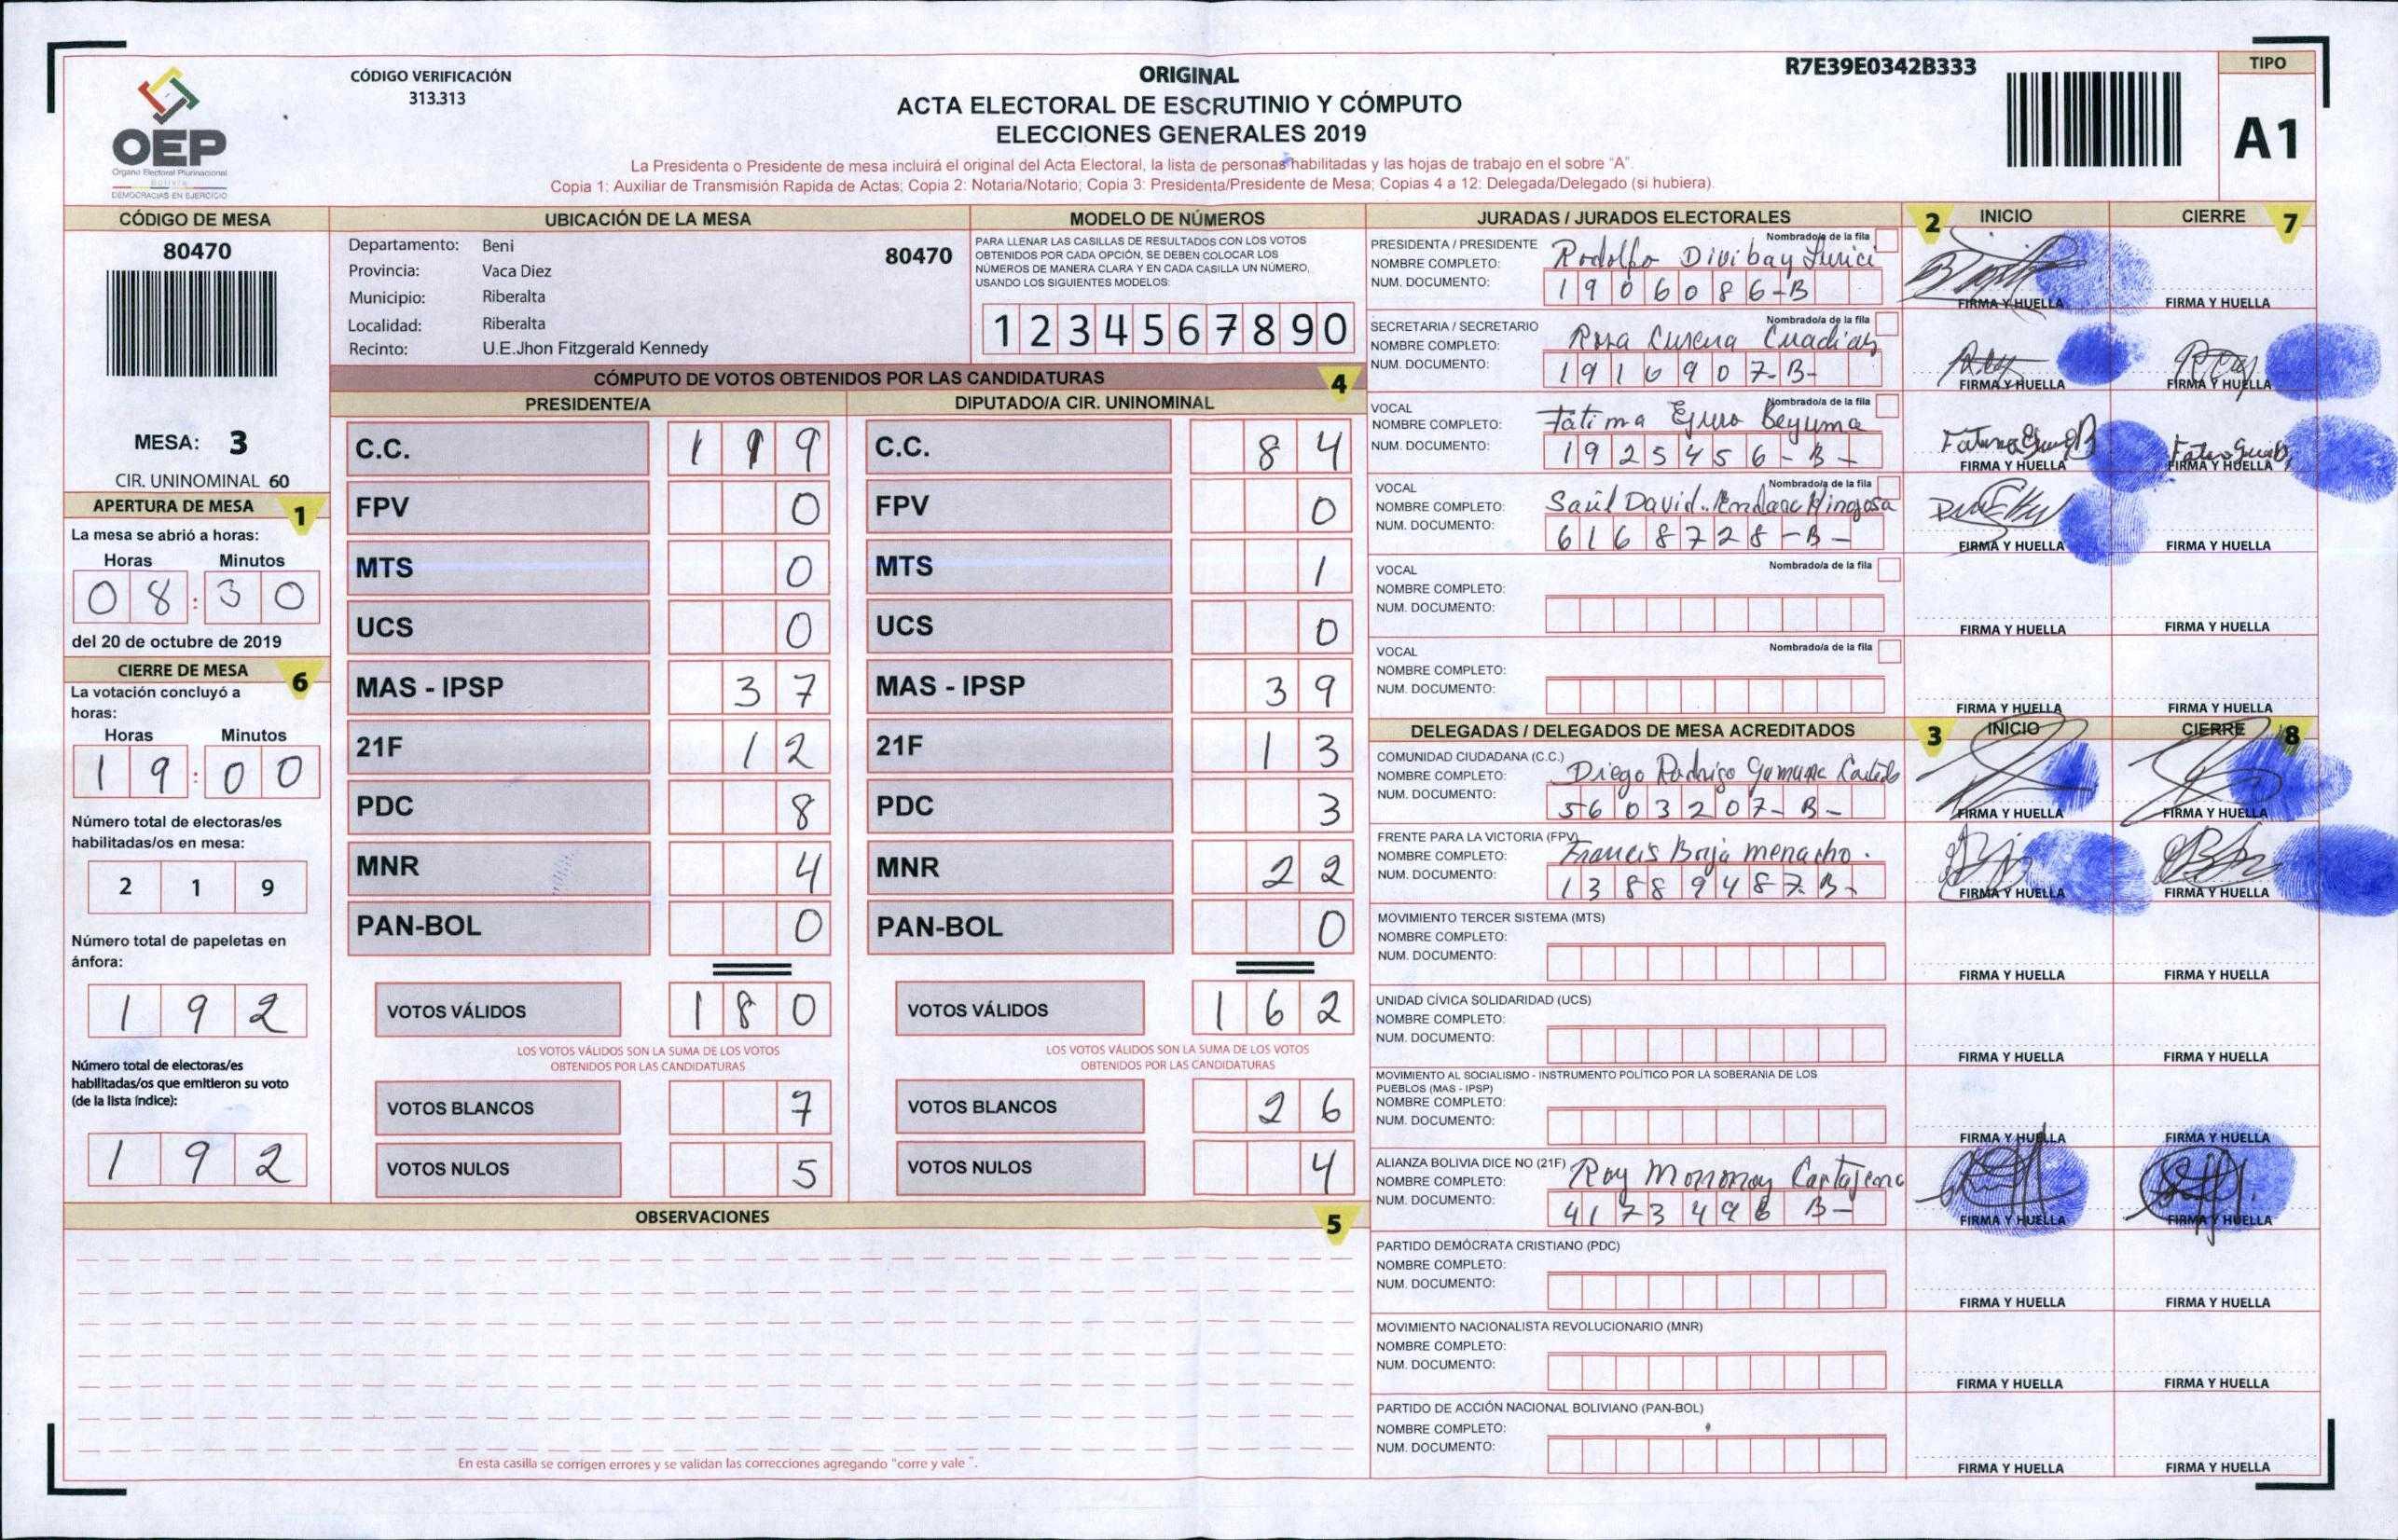 CÓDIGO VERIFICACIÓN
313.313
OEP
Órgano Electoral Plurinacional
Bolivia
DEMOCRACIAS EN EJERCICIO
ORIGINAL
ACTA ELECTORAL DE ESCRUTINIO Y CÓMPUTO
ELECCIONES GENERALES 2019
La Presidenta o Presidente de mesa incluirá el original del Acta Electoral, la lista de personas habilitadas y las hojas de trabajo en el sobre "A".
Copia 1: Auxiliar de Transmisión Rapida de Actas; Copia 2: Notaria/Notario; Copia 3: Presidenta/Presidente de Mesa; Copias 4 a 12: Delegada/Delegado (si hubiera).
R7E39E0342B333
TIPO
A1
CÓDIGO DE MESA
80470
MESA: 3
CIR. UNINOMINAL 60
APERTURA DE MESA 1
La mesa se abrió a horas:
Horas Minutos
08:30
del 20 de octubre de 2019
CIERRE DE MESA 6
La votación concluyó a
horas:
Horas Minutos
19:00
Número total de electoras/es
habilitadas/os en mesa:
219
Número total de papeletas en
ánfora:
192
Número total de electoras/es
habilitadas/os que emitieron su voto
(de la lista índice):
192
UBICACIÓN DE LA MESA
Departamento: Beni 80470
Provincia: Vaca Diez
Municipio: Riberalta
Localidad: Riberalta
Recinto: U.E.Jhon Fitzgerald Kennedy
MODELO DE NÚMEROS
PARA LLENAR LAS CASILLAS DE RESULTADOS CON LOS VOTOS
OBTENIDOS POR CADA OPCIÓN, SE DEBEN COLOCAR LOS
NÚMEROS DE MANERA CLARA Y EN CADA CASILLA UN NÚMERO,
USANDO LOS SIGUIENTES MODELOS:
1 2 3 4 5 6 7 8 9 0
CÓMPUTO DE VOTOS OBTENIDOS POR LAS CANDIDATURAS 4
PRESIDENTE/A
C.C. 119
FPV 0
MTS 0
UCS 0
MAS - IPSP 37
21F 12
PDC 8
MNR 4
PAN-BOL 0
VOTOS VÁLIDOS 180
LOS VOTOS VÁLIDOS SON LA SUMA DE LOS VOTOS
OBTENIDOS POR LAS CANDIDATURAS
VOTOS BLANCOS 7
VOTOS NULOS 5
DIPUTADO/A CIR. UNINOMINAL
C.C. 84
FPV 0
MTS 1
UCS 0
MAS - IPSP 39
21F 13
PDC 3
MNR 22
PAN-BOL 0
VOTOS VÁLIDOS 162
LOS VOTOS VÁLIDOS SON LA SUMA DE LOS VOTOS
OBTENIDOS POR LAS CANDIDATURAS
VOTOS BLANCOS 26
VOTOS NULOS 4
OBSERVACIONES 5
En esta casilla se corrigen errores y se validan las correcciones agregando "corre y vale ".
JURADAS / JURADOS ELECTORALES 2 INICIO CIERRE 7
PRESIDENTA / PRESIDENTE Nombrado/a de la fila
NOMBRE COMPLETO: Rodolfo Divibay
NUM. DOCUMENTO: 1906086-B
FIRMA Y HUELLA FIRMA Y HUELLA
SECRETARIA / SECRETARIO Nombrado/a de la fila
NOMBRE COMPLETO: Rosa
NUM. DOCUMENTO: 1916907-B-
FIRMA Y HUELLA FIRMA Y HUELLA
VOCAL Nombrado/a de la fila
NOMBRE COMPLETO: Fatima Beyuma
NUM. DOCUMENTO: 1925456-B-
FIRMA Y HUELLA FIRMA Y HUELLA
VOCAL Nombrado/a de la fila
NOMBRE COMPLETO: Saúl David Hinojosa
NUM. DOCUMENTO: 6168728-B-
FIRMA Y HUELLA FIRMA Y HUELLA
VOCAL Nombrado/a de la fila
NOMBRE COMPLETO:
NUM. DOCUMENTO:
FIRMA Y HUELLA FIRMA Y HUELLA
VOCAL Nombrado/a de la fila
NOMBRE COMPLETO:
NUM. DOCUMENTO:
FIRMA Y HUELLA FIRMA Y HUELLA
DELEGADAS / DELEGADOS DE MESA ACREDITADOS 3 INICIO CIERRE 8
COMUNIDAD CIUDADANA (C.C.)
NOMBRE COMPLETO: Diego Rodrigo
NUM. DOCUMENTO: 5603207-B-
FIRMA Y HUELLA FIRMA Y HUELLA
FRENTE PARA LA VICTORIA (FPV)
NOMBRE COMPLETO: Francis Borja menacho.
NUM. DOCUMENTO: 13889487B-
FIRMA Y HUELLA FIRMA Y HUELLA
MOVIMIENTO TERCER SISTEMA (MTS)
NOMBRE COMPLETO:
NUM. DOCUMENTO:
FIRMA Y HUELLA FIRMA Y HUELLA
UNIDAD CÍVICA SOLIDARIDAD (UCS)
NOMBRE COMPLETO:
NUM. DOCUMENTO:
FIRMA Y HUELLA FIRMA Y HUELLA
MOVIMIENTO AL SOCIALISMO - INSTRUMENTO POLÍTICO POR LA SOBERANIA DE LOS
PUEBLOS (MAS - IPSP)
NOMBRE COMPLETO:
NUM. DOCUMENTO:
FIRMA Y HUELLA FIRMA Y HUELLA
ALIANZA BOLIVIA DICE NO (21F)
NOMBRE COMPLETO: Roy Cartajena
NUM. DOCUMENTO: 4173496 B-
FIRMA Y HUELLA FIRMA Y HUELLA
PARTIDO DEMÓCRATA CRISTIANO (PDC)
NOMBRE COMPLETO:
NUM. DOCUMENTO:
FIRMA Y HUELLA FIRMA Y HUELLA
MOVIMIENTO NACIONALISTA REVOLUCIONARIO (MNR)
NOMBRE COMPLETO:
NUM. DOCUMENTO:
FIRMA Y HUELLA FIRMA Y HUELLA
PARTIDO DE ACCIÓN NACIONAL BOLIVIANO (PAN-BOL)
NOMBRE COMPLETO:
NUM. DOCUMENTO:
FIRMA Y HUELLA FIRMA Y HUELLA